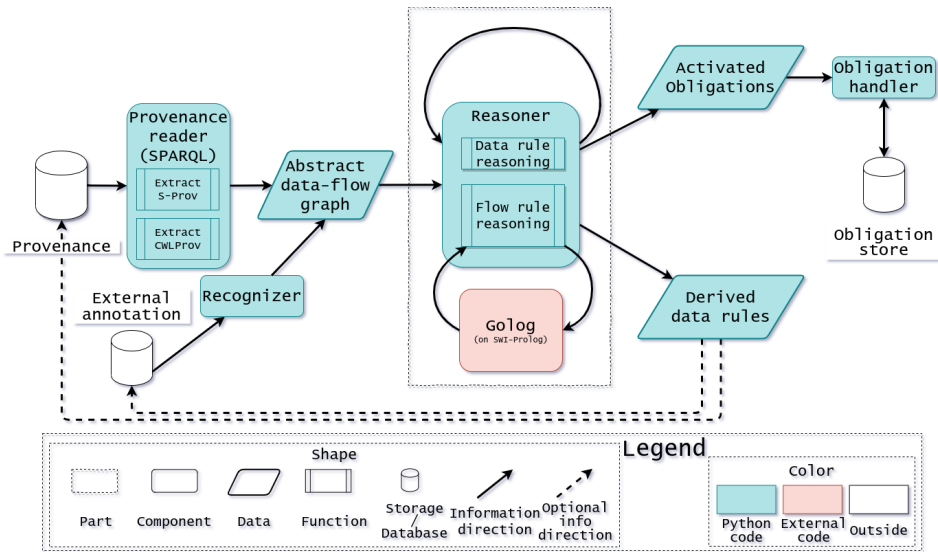 Provenance
reader
(SPARQL)
Extract
S-Prov
Extract
CWLProv
Provenance
External
annotation
Recognizer
Abstract
data-flow
graph
Reasoner
Data rule
reasoning
Flow rule
reasoning
Golog
(on SWI-Prolog)
Activated
Obligations
Obligation
handler
Obligation
store
Derived
data rules
Legend
Shape
Part
Component
Data
Function
Storage
/
Database
Information
direction
Optional
info
direction
Color
Python
code
External
code
Outside